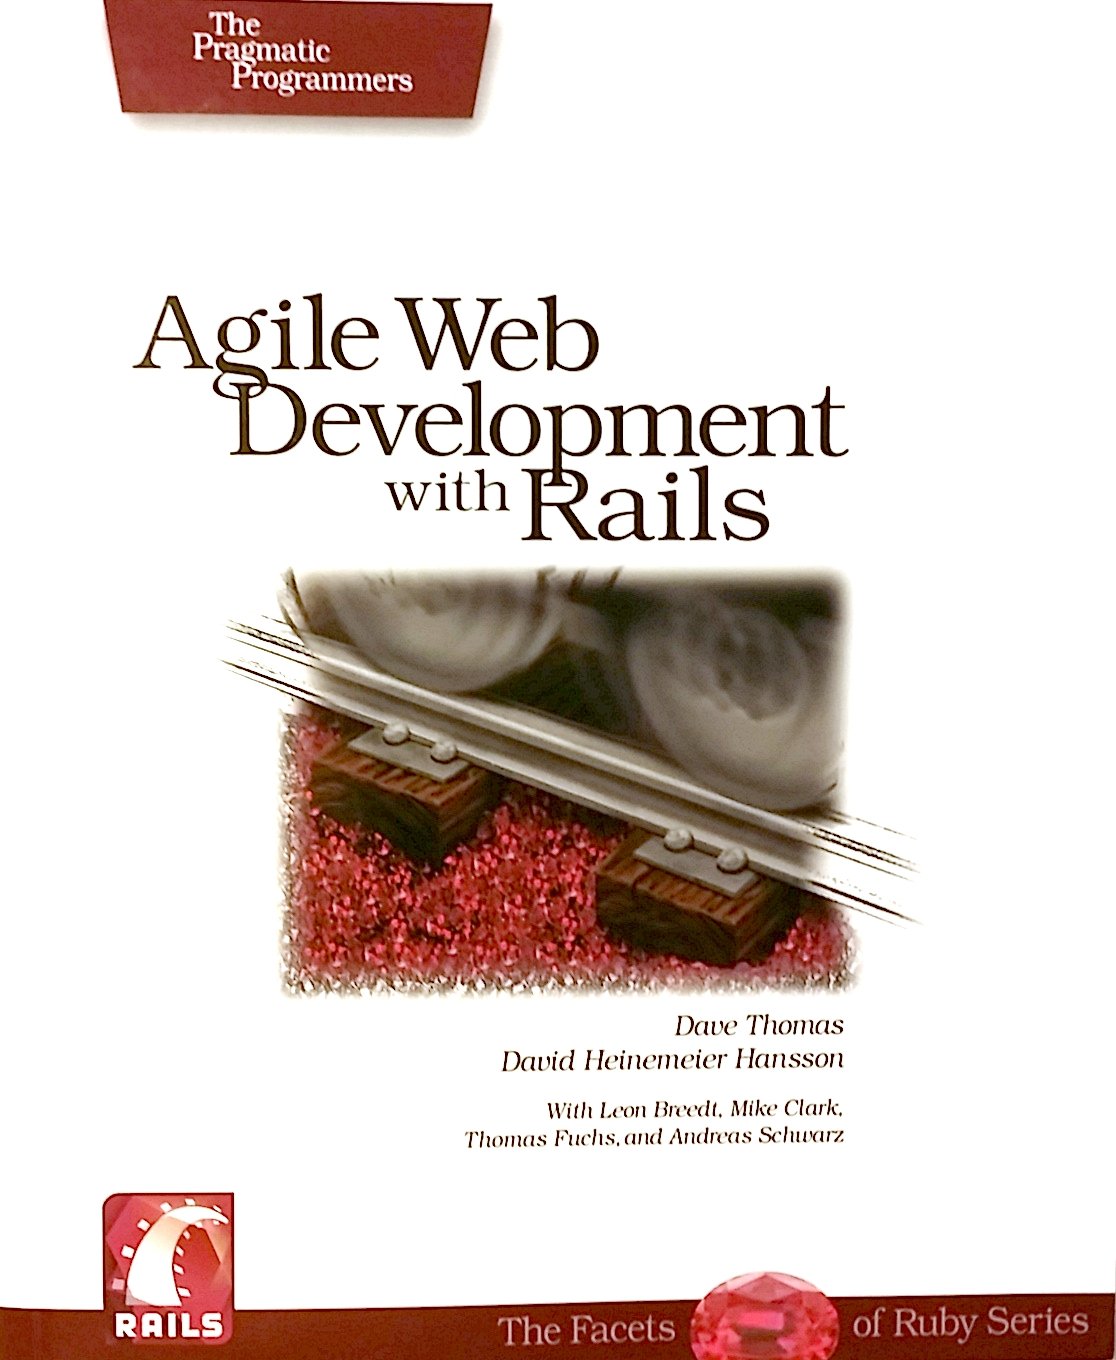 The
Pragmatic
Programmers
Agile Web
Development
with Rails
Dave Thomas
David Heinemeier Hansson
With Leon Breedt, Mike Clark,
Thomas Fuchs, and Andreas Schwarz
RAILS
The Facets of Ruby Series